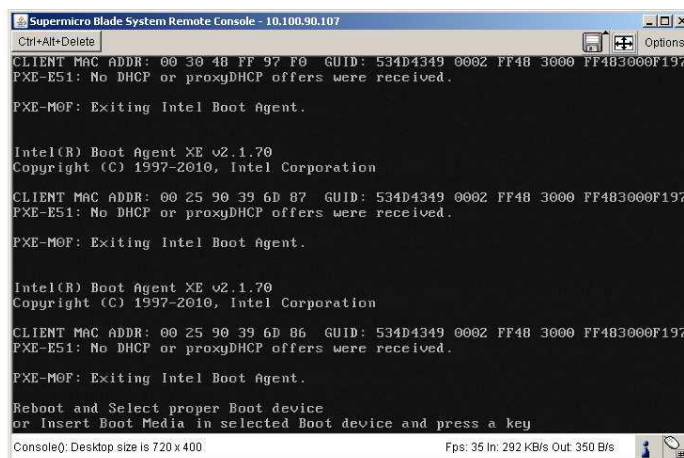 Supermicro Blade System Remote Console - 10.100.90.107
Ctrl+Alt+Delete
Options
CLIENT MAC ADDR: 00 30 48 FF 97 F0 GUID: 534D4349 0002 FF48 3000 FF483000F197
PXE-E51: No DHCP or proxyDHCP offers were received.
PXE-M0F: Exiting Intel Boot Agent.
Intel(R) Boot Agent XE v2.1.70
Copyright (C) 1997-2010, Intel Corporation
CLIENT MAC ADDR: 00 25 90 39 6D 87 GUID: 534D4349 0002 FF48 3000 FF483000F197
PXE-E51: No DHCP or proxyDHCP offers were received.
PXE-M0F: Exiting Intel Boot Agent.
Intel(R) Boot Agent XE v2.1.70
Copyright (C) 1997-2010, Intel Corporation
CLIENT MAC ADDR: 00 25 90 39 6D 86 GUID: 534D4349 0002 FF48 3000 FF483000F197
PXE-E51: No DHCP or proxyDHCP offers were received.
PXE-M0F: Exiting Intel Boot Agent.
Reboot and Select proper Boot device
or Insert Boot Media in selected Boot device and press a key
Console(): Desktop size is 720 x 400
Fps: 35 In: 292 KB/s Out: 350 B/s